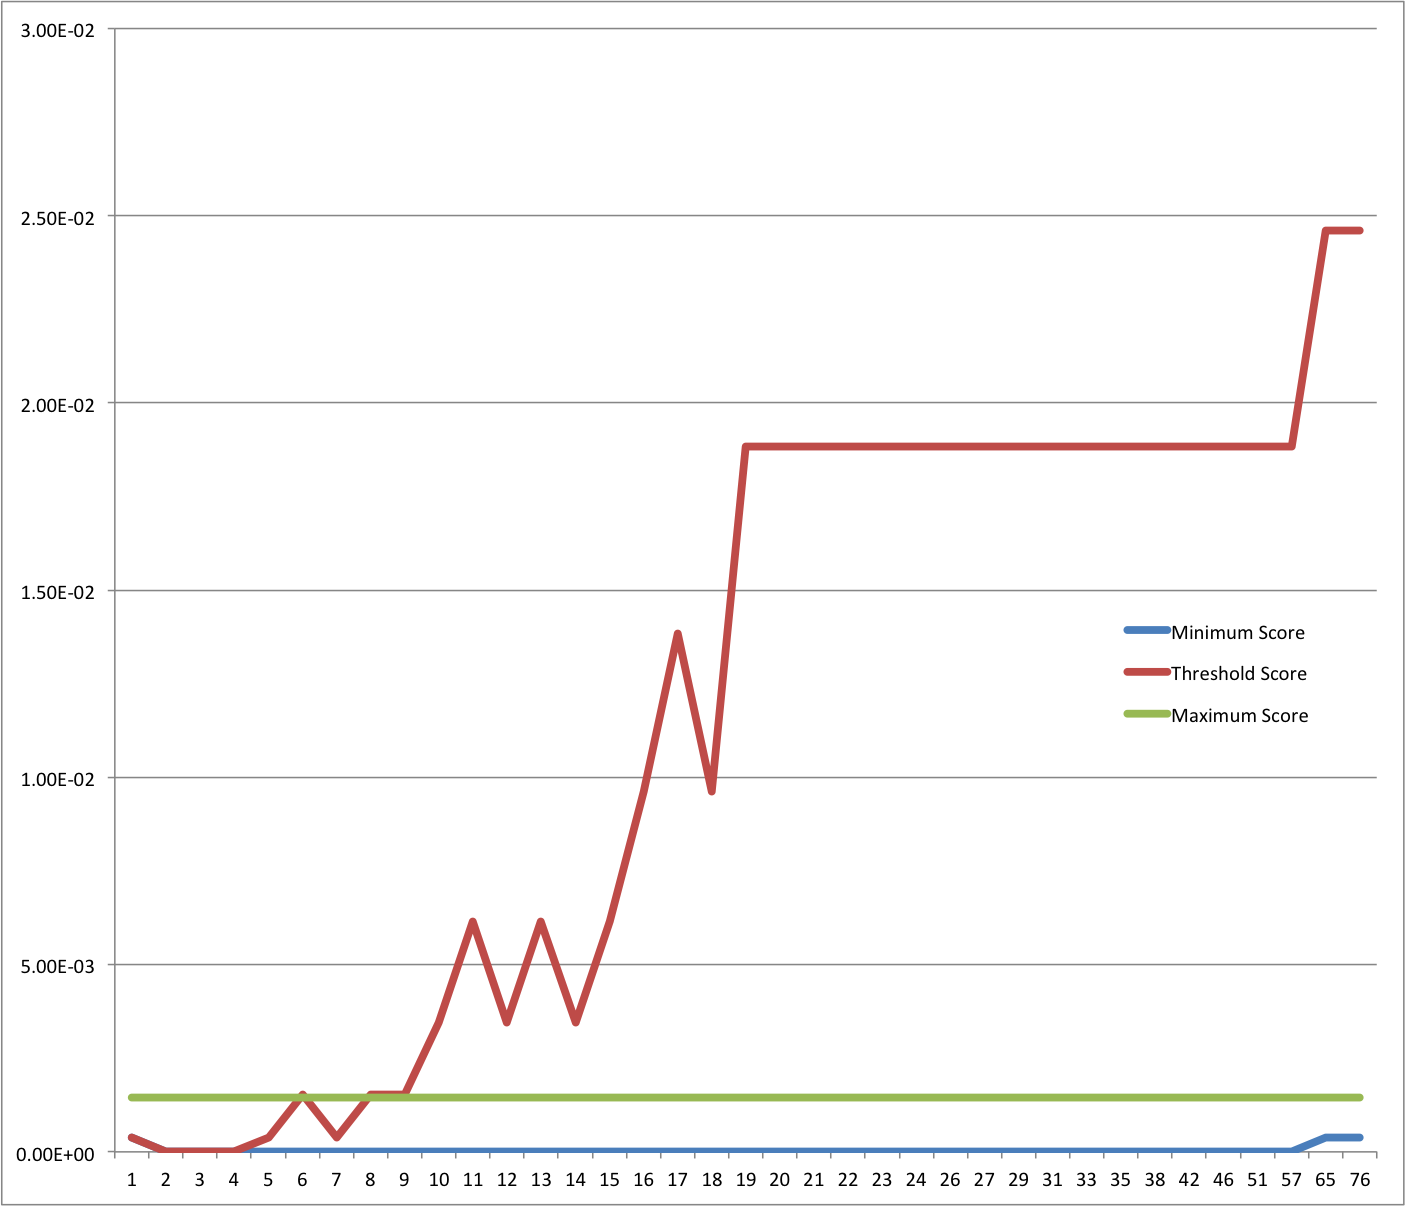 3.00E-02
2.50E-02
2.00E-02
1.50E-02
1.00E-02
5.00E-03
0.00E+00
Minimum Score
Threshold Score
Maximum Score
1 2 3 4 5 6 7 8 9 10 11 12 13 14 15 16 17 18 19 20 21 22 23 24 26 27 29 31 33 35 38 42 46 51 57 65 76